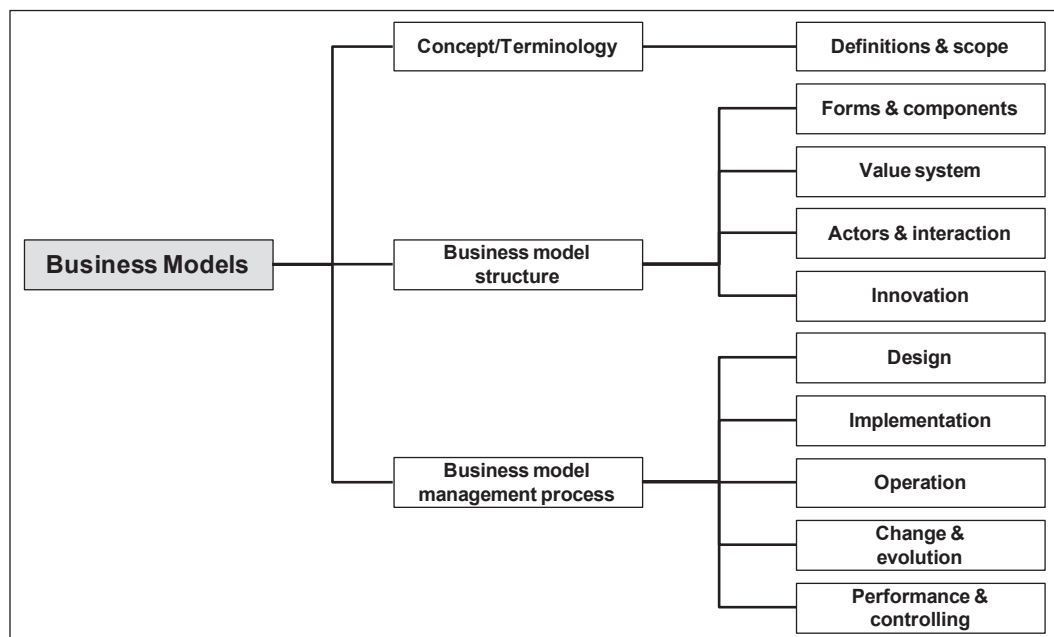 Business Models
Concept/Terminology
Business model
structure
Business model
management process
Definitions & scope
Forms & components
Value system
Actors & interaction
Innovation
Design
Implementation
Operation
Change &
evolution
Performance &
controlling